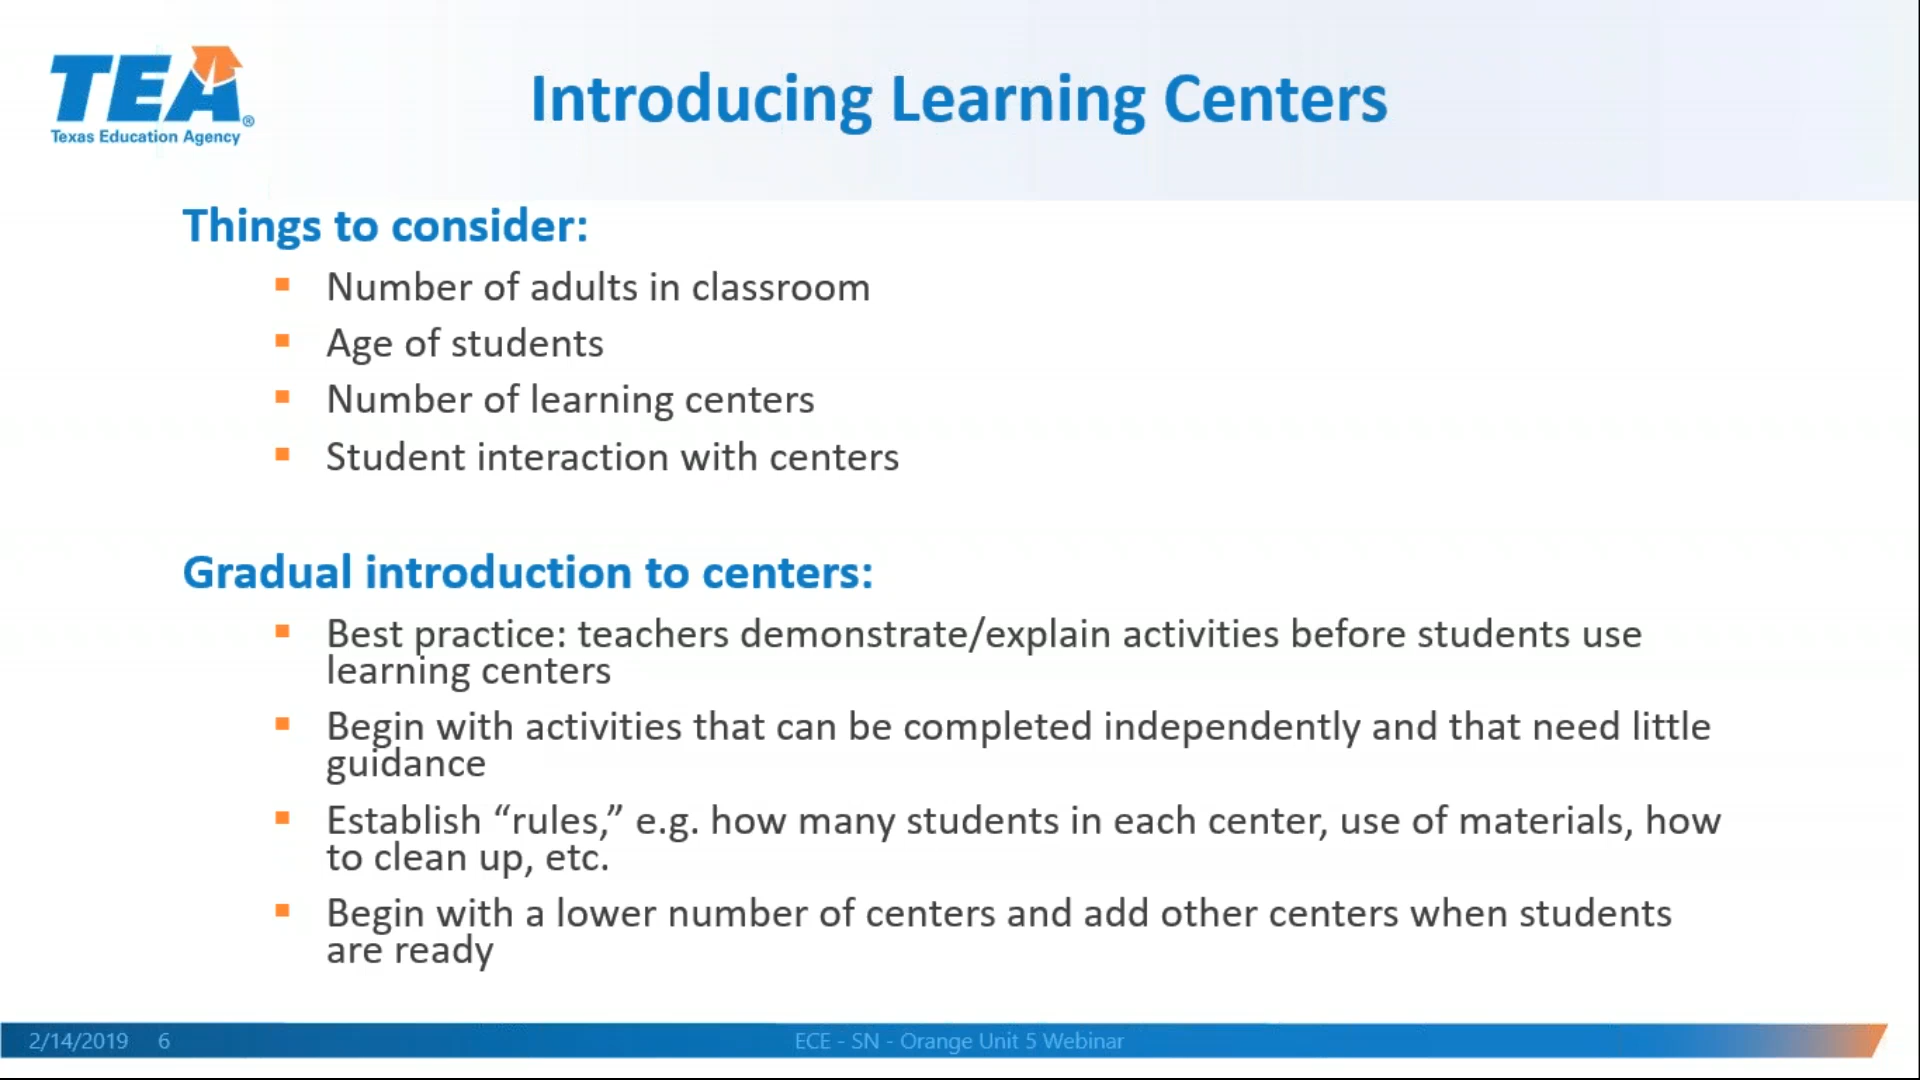 TEA®
Texas Education Agency
Introducing Learning Centers
Things to consider:
Number of adults in classroom
Age of students
Number of learning centers
Student interaction with centers
Gradual introduction to centers:
Best practice: teachers demonstrate/explain activities before students use
learning centers
Begin with activities that can be completed independently and that need little
guidance
Establish “rules,” e.g. how many students in each center, use of materials, how
to clean up, etc.
Begin with a lower number of centers and add other centers when students
are ready
2/14/2019 6 ECE - SN - Orange Unit 5 Webinar